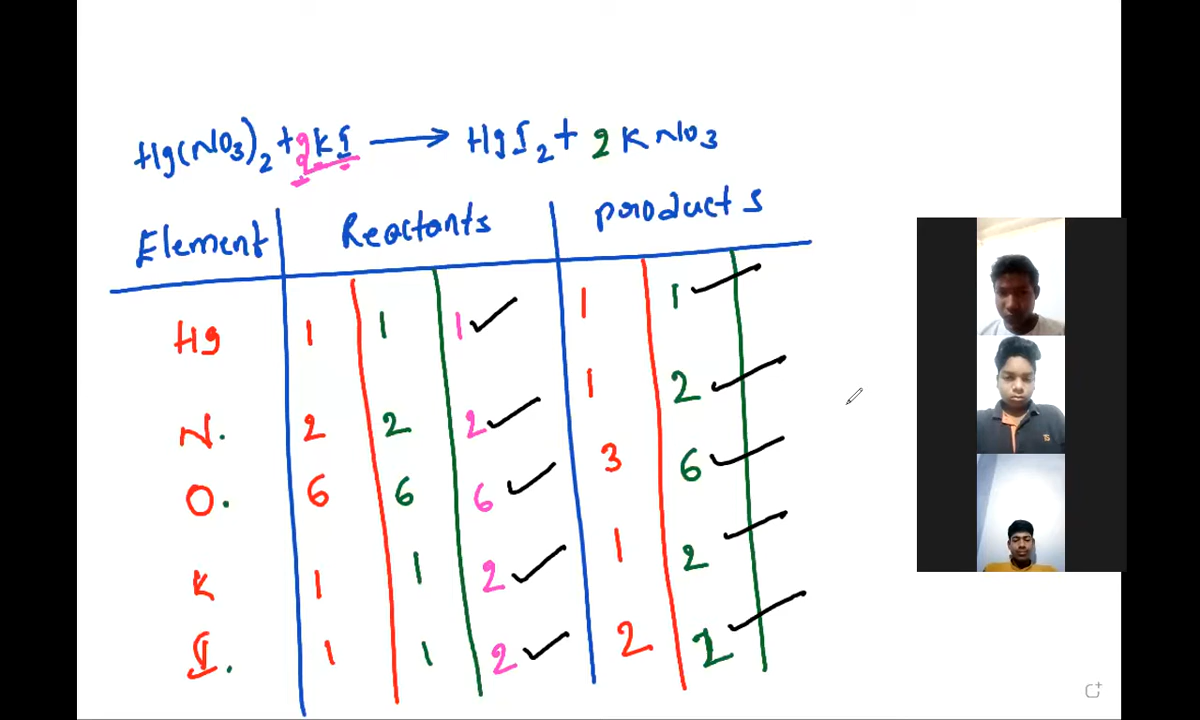 Hg(NO3)2 + 2KI → HgI2 + 2KNO3
Element Reactants products
Hg 1 1 1 ✓ 1 1 ✓
N. 2 2 2 ✓ 1 2 ✓
O. 6 6 6 ✓ 3 6 ✓
K 1 1 2 ✓ 1 2 ✓
I. 1 1 2 ✓ 2 2 ✓